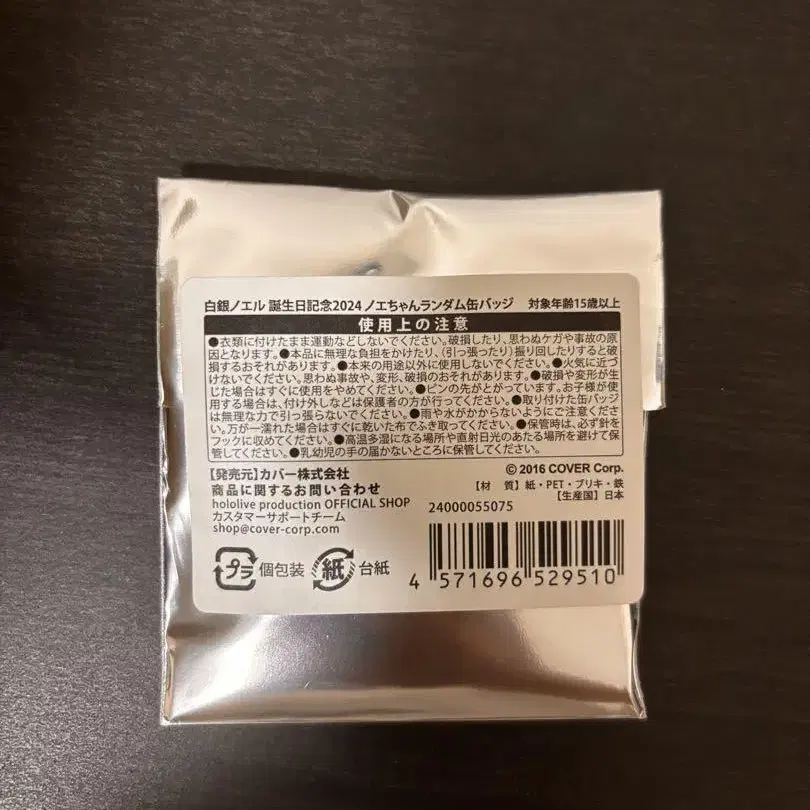 白銀ノエル 誕生日記念2024 ノエちゃんランダム缶バッジ 対象年齢15歳以上
使用上の注意
●衣類に付けたまま運動などしないでください。破損したり、思わぬケガや事故の原
因となります。●本品に無理な負担をかけたり、（引っ張ったり）振り回したりすると破
損するおそれがあります。●本来の用途以外に使用しないでください。●火気に近づ
けないでください。思わぬ事故や、変形、破損のおそれがあります。●破損や変形が生
じた場合はすぐに使用をやめてください。●ピンの先がとがっています。お子様が使
用する場合は、付け外しなどは保護者の方が行ってください。●取り付けた缶バッジ
は無理な力で引っ張らないでください。●雨や水がかからないようにご注意くださ
い。万が一濡れた場合はすぐに乾いた布でふき取ってください。●保管時は、必ず針を
フックに収めてください。●高温多湿になる場所や直射日光のあたる場所を避けて保
管してください。●乳幼児の手の届かないところに保管してください。
【発売元】カバー株式会社
商品に関するお問い合わせ
hololive production OFFICIAL SHOP
カスタマーサポートチーム
shop@cover-corp.com
© 2016 COVER Corp.
【材 質】紙・PET・ブリキ・鉄
【生産国】日本
24000055075
プラ 個包装 紙 台紙
4 571696 529510